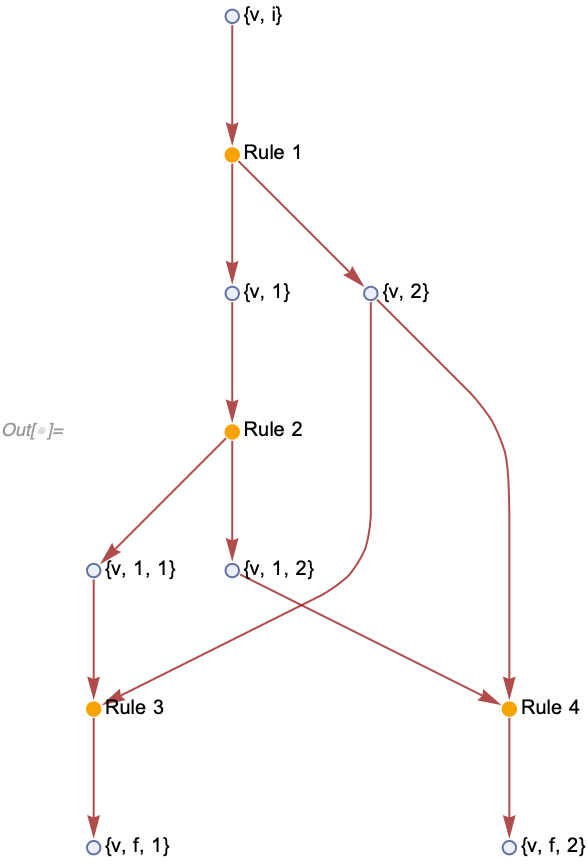 {v, i}
Rule 1
{v, 1}
{v, 2}
Out[•]=
Rule 2
{v, 1, 1}
{v, 1, 2}
Rule 3
Rule 4
{v, f, 1}
{v, f, 2}